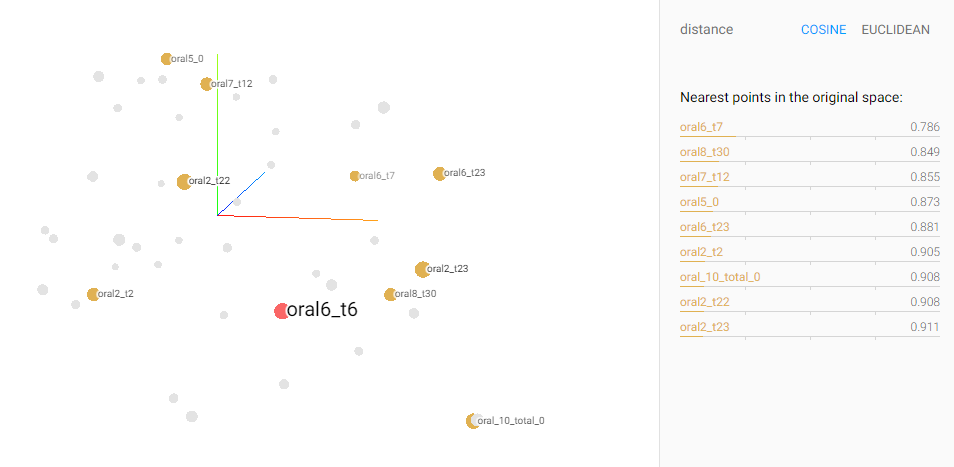 oral5_0
oral7_t12
oral2_t22
oral6_t7
oral6_t23
oral2_t23
oral2_t2
oral8_t30
oral6_t6
oral_10_total_0
distance COSINE EUCLIDEAN
Nearest points in the original space:
oral6_t7 0.786
oral8_t30 0.849
oral7_t12 0.855
oral5_0 0.873
oral6_t23 0.881
oral2_t2 0.905
oral_10_total_0 0.908
oral2_t22 0.908
oral2_t23 0.911